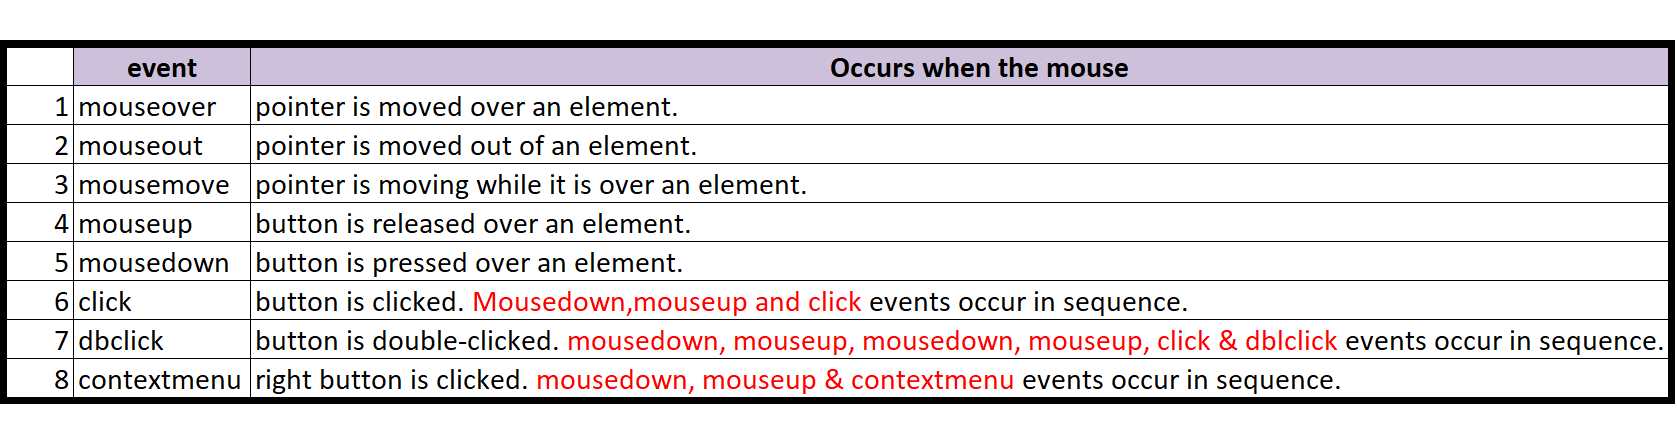 event Occurs when the mouse
1 mouseover pointer is moved over an element.
2 mouseout pointer is moved out of an element.
3 mousemove pointer is moving while it is over an element.
4 mouseup button is released over an element.
5 mousedown button is pressed over an element.
6 click button is clicked. Mousedown,mouseup and click events occur in sequence.
7 dbclick button is double-clicked. mousedown, mouseup, mousedown, mouseup, click & dblclick events occur in sequence.
8 contextmenu right button is clicked. mousedown, mouseup & contextmenu events occur in sequence.